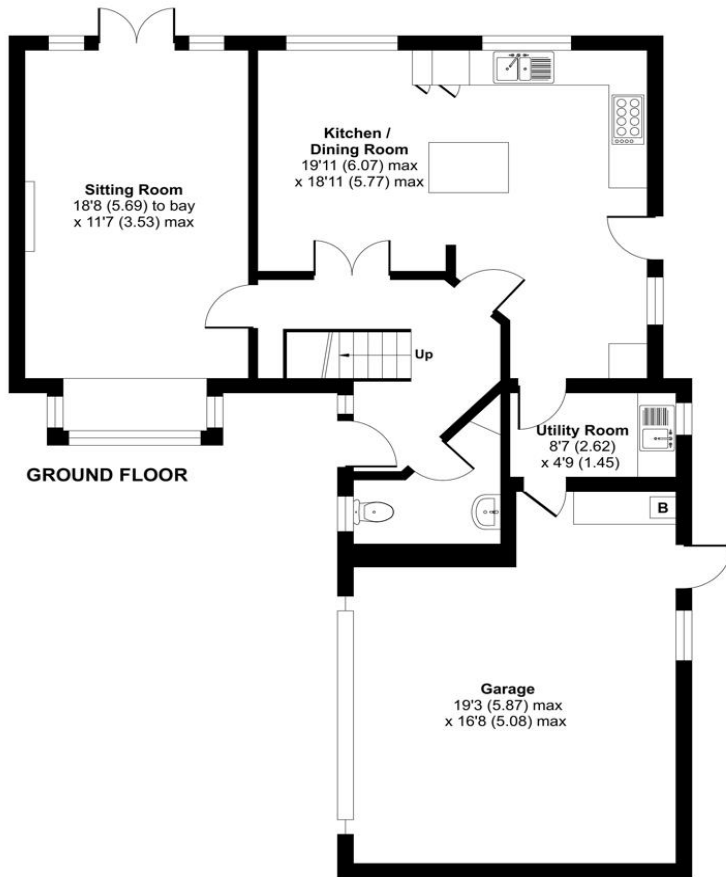 Kitchen /
Dining Room
19'11 (6.07) max
x 18'11 (5.77) max
Sitting Room
18'8 (5.69) to bay
x 11'7 (3.53) max
Up
Utility Room
8'7 (2.62)
x 4'9 (1.45)
GROUND FLOOR
B
Garage
19'3 (5.87) max
x 16'8 (5.08) max